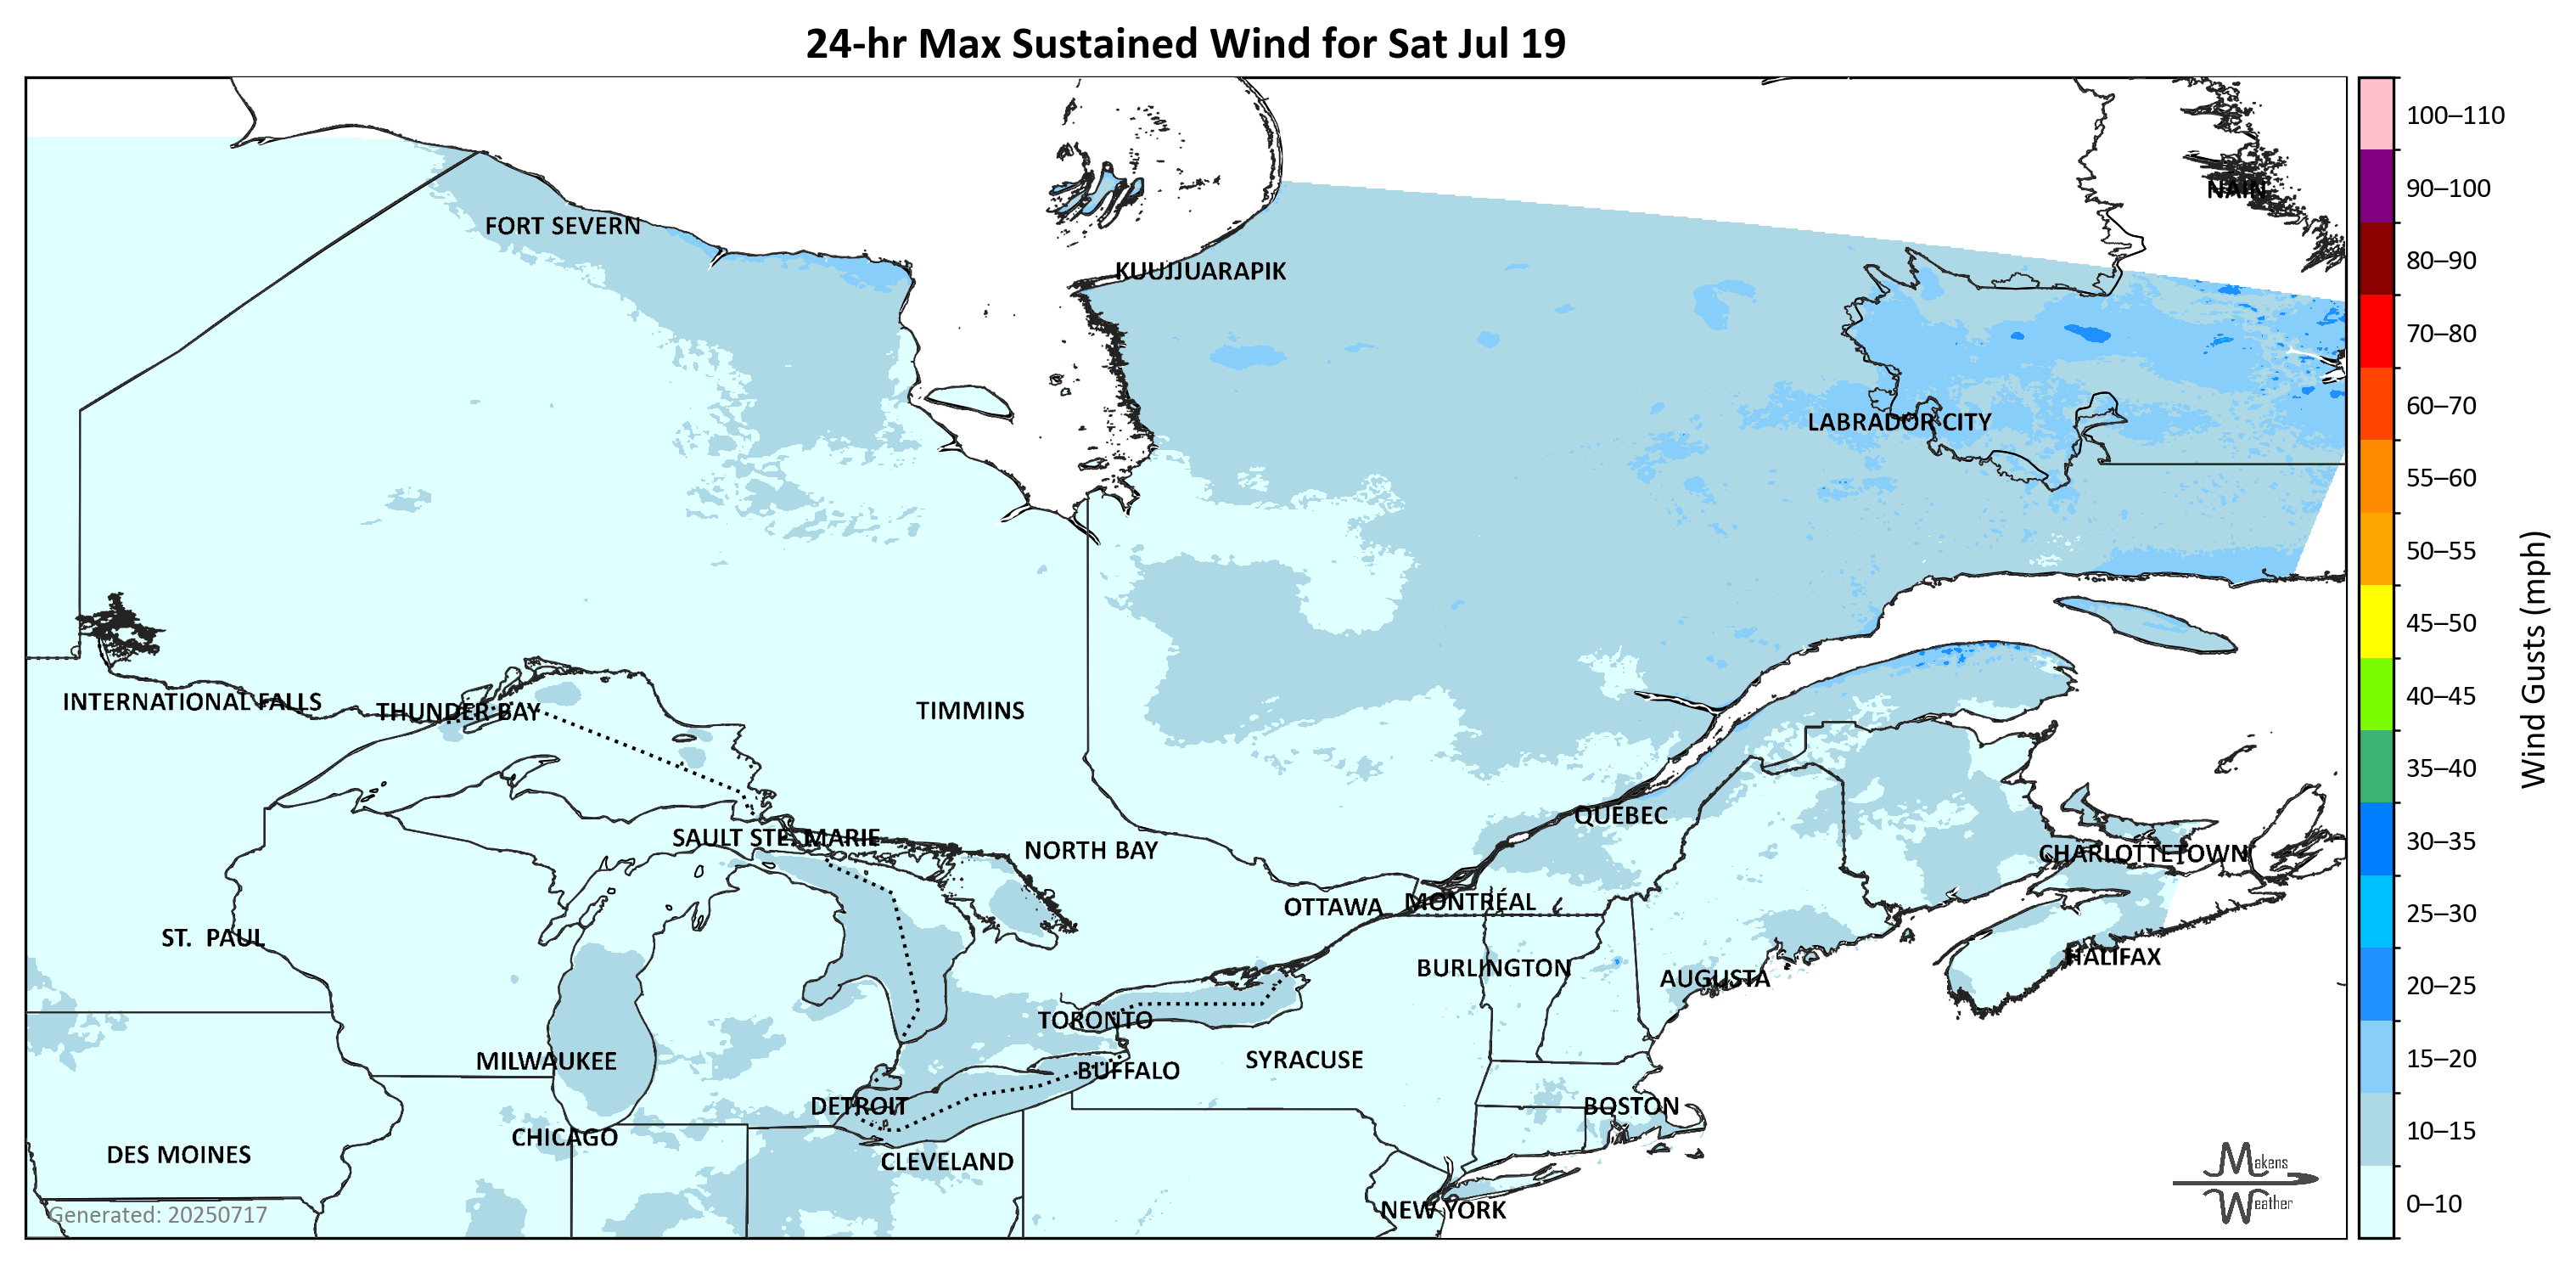 24-hr Max Sustained Wind for Sat Jul 19
NAIN
FORT SEVERN
KUUJJUARAPIK
LABRADOR CITY
INTERNATIONAL FALLS
THUNDER BAY
TIMMINS
QUÉBEC
SAULT STE. MARIE
NORTH BAY
CHARLOTTETOWN
OTTAWA
MONTRÉAL
ST. PAUL
HALIFAX
BURLINGTON
AUGUSTA
TORONTO
MILWAUKEE
SYRACUSE
BUFFALO
DETROIT
BOSTON
CHICAGO
DES MOINES
CLEVELAND
NEW YORK
Generated: 20250717
Makens
Weather
100–110
90–100
80–90
70–80
60–70
55–60
50–55
45–50
40–45
35–40
30–35
25–30
20–25
15–20
10–15
0–10
Wind Gusts (mph)